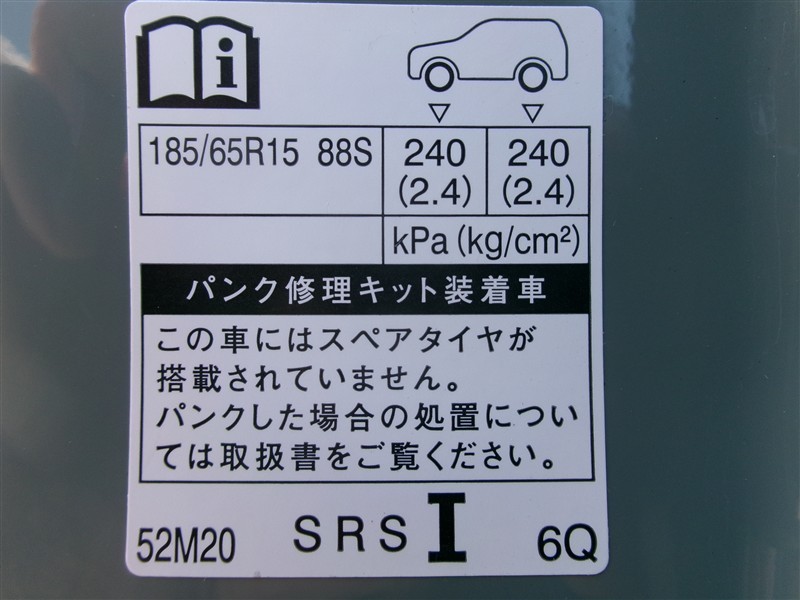 185/65R15 88S 240 240
(2.4) (2.4)
kPa (kg/cm²)
パンク修理キット装着車
この車にはスペアタイヤが
搭載されていません。
パンクした場合の処置につい
ては取扱書をご覧ください。
52M20 SRS I 6Q